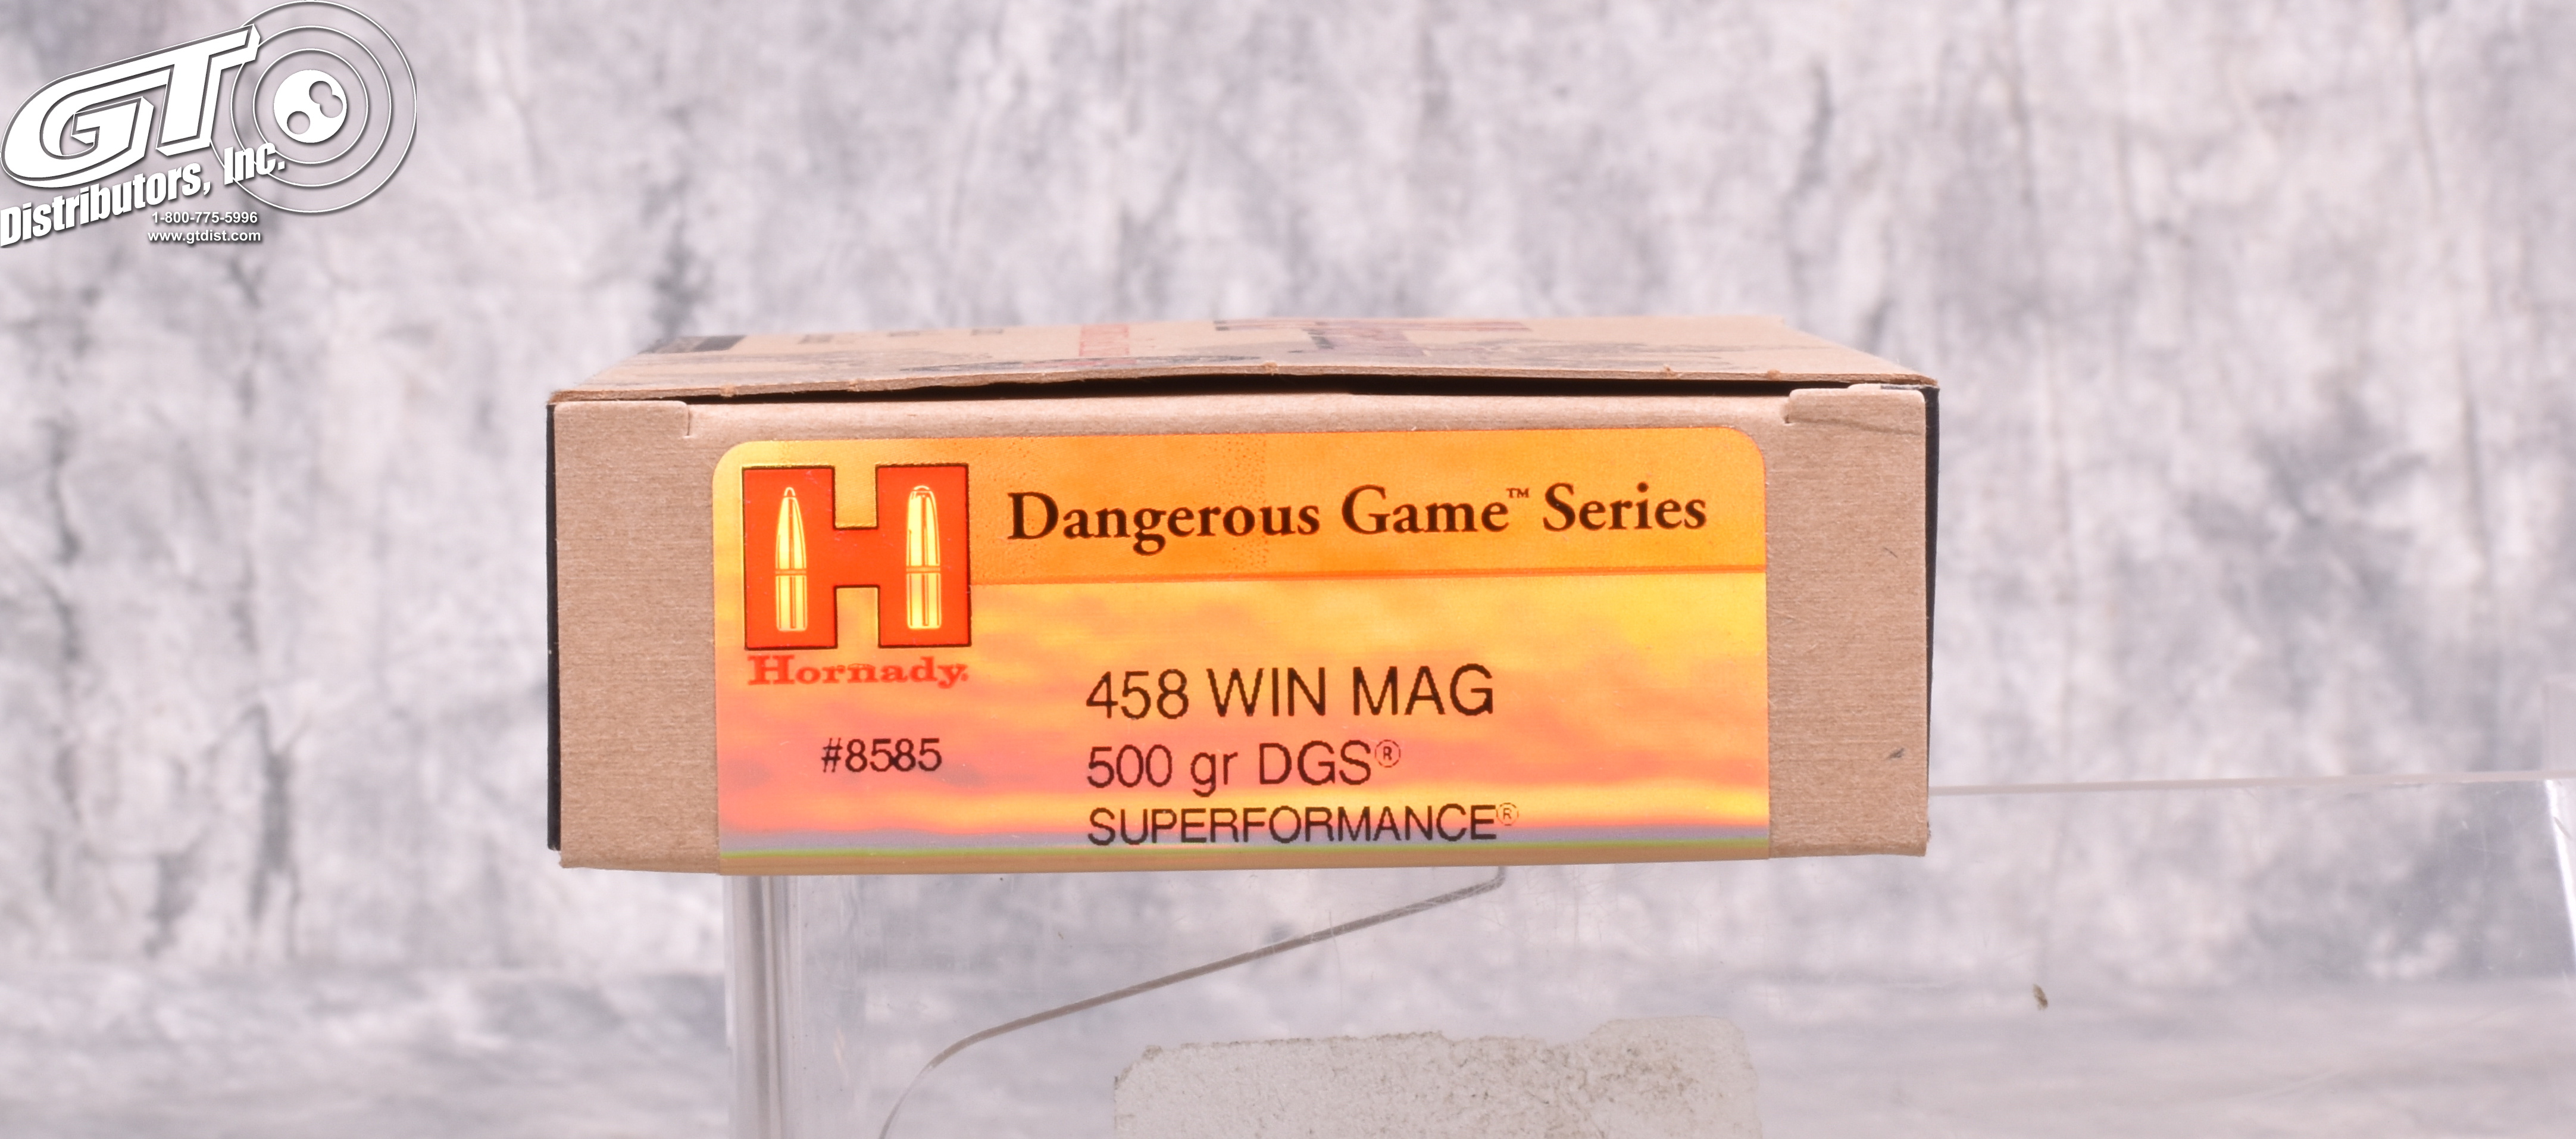 GT
Distributors, Inc.
1-800-775-5996
www.gtdist.com
Dangerous Game™ Series
Hornady
458 WIN MAG
#8585
500 gr DGS®
SUPERFORMANCE®